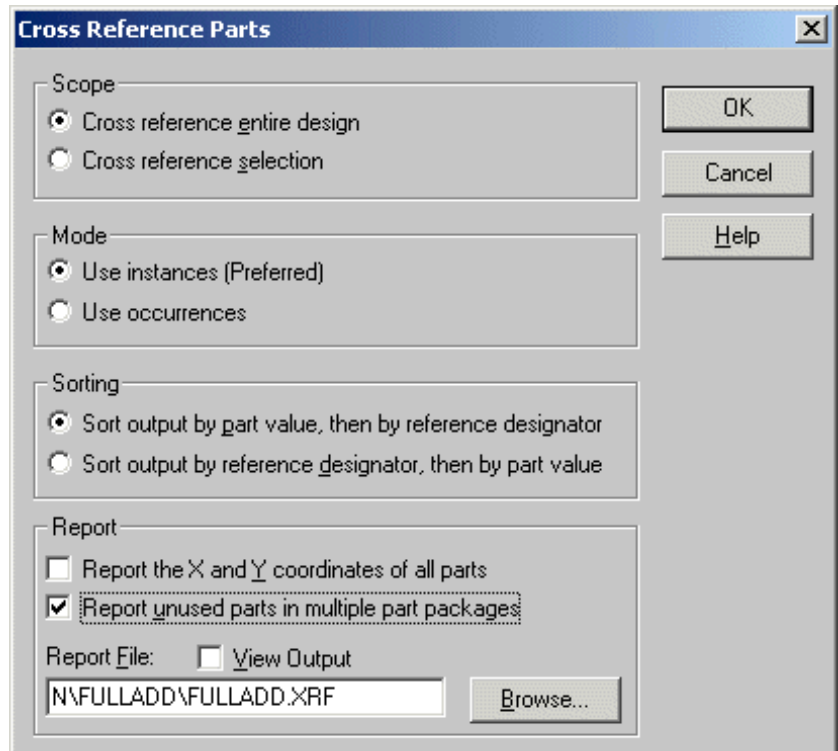 Cross Reference Parts
Scope
Cross reference entire design
Cross reference selection
OK
Cancel
Help
Mode
Use instances (Preferred)
Use occurrences
Sorting
Sort output by part value, then by reference designator
Sort output by reference designator, then by part value
Report
Report the X and Y coordinates of all parts
Report unused parts in multiple part packages
Report File: View Output
N\FULLADD\FULLADD.XRF Browse...